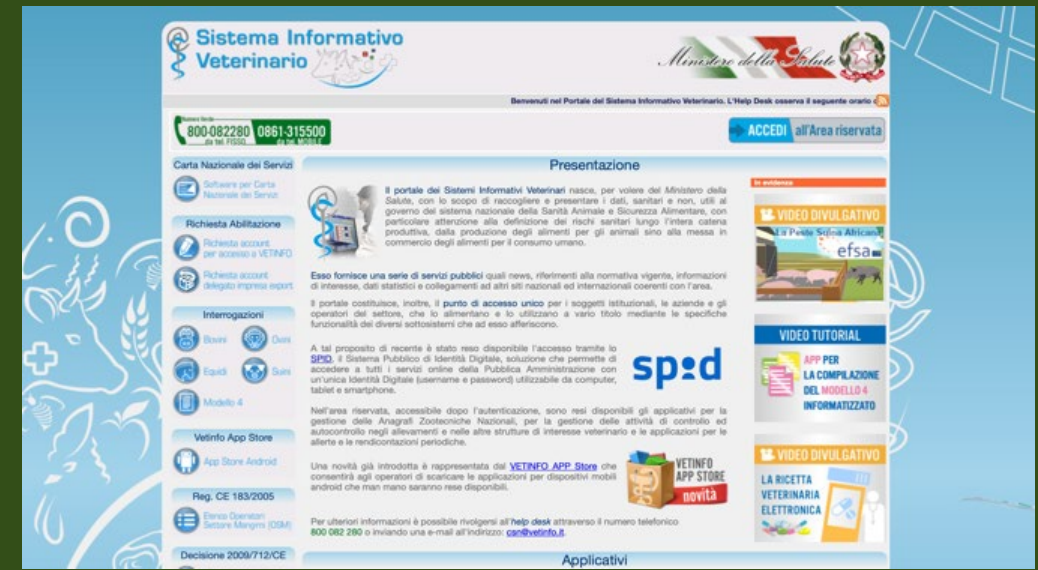 Sistema Informativo
Veterinario
Ministero della Salute
Benvenuti nel Portale del Sistema Informativo Veterinario. L'Help Desk osserva il seguente orario
Numero Verde
800-082280 0861-315500
da tel. FISSO da tel. MOBILE
ACCEDI all'Area riservata
Carta Nazionale dei Servizi
Software per Carta
Nazionale dei Servizi
Richiesta Abilitazione
Richiesta account
per accesso a VETINFO
Richiesta account
delegato impresa export
Interrogazioni
Bovini Ovini
Equidi Suini
Modello 4
Vetinfo App Store
App Store Android
Reg. CE 183/2005
Elenco Operatori
Settore Mangimi (OSM)
Decisione 2009/712/CE
Presentazione
Il portale dei Sistemi Informativi Veterinari nasce, per volere del Ministero della
Salute, con lo scopo di raccogliere e presentare i dati, sanitari e non, utili al
governo del sistema nazionale della Sanità Animale e Sicurezza Alimentare, con
particolare attenzione alla definizione dei rischi sanitari lungo l'intera catena
produttiva, dalla produzione degli alimenti per gli animali sino alla messa in
commercio degli alimenti per il consumo umano.
Esso fornisce una serie di servizi pubblici quali news, riferimenti alla normativa vigente, informazioni
di interesse, dati statistici e collegamenti ad altri siti nazionali ed internazionali coerenti con l'area.
Il portale costituisce, inoltre, il punto di accesso unico per i soggetti istituzionali, le aziende e gli
operatori del settore, che lo alimentano e lo utilizzano a vario titolo mediante le specifiche
funzionalità dei diversi sottosistemi che ad esso afferiscono.
A tal proposito di recente è stato reso disponibile l'accesso tramite lo
SPID, il Sistema Pubblico di Identità Digitale, soluzione che permette di
accedere a tutti i servizi online della Pubblica Amministrazione con
un'unica Identità Digitale (username e password) utilizzabile da computer,
tablet e smartphone.
spid
Nell'area riservata, accessibile dopo l'autenticazione, sono resi disponibili gli applicativi per la
gestione delle Anagrafi Zootecniche Nazionali, per la gestione delle attività di controllo ed
autocontrollo negli allevamenti e nelle altre strutture di interesse veterinario e le applicazioni per le
allerte e le rendicontazioni periodiche.
Una novità già introdotta è rappresentata dal VETINFO APP Store che
consentirà agli operatori di scaricare le applicazioni per dispositivi mobili
android che man mano saranno rese disponibili.
VETINFO
APP STORE
novità
Per ulteriori informazioni è possibile rivolgersi all'help desk attraverso il numero telefonico
800 082 280 o inviando una e-mail all'indirizzo: csn@vetinfo.it.
Applicativi
In evidenza
VIDEO DIVULGATIVO
La Peste Suina Africana
efsa
VIDEO TUTORIAL
APP PER
LA COMPILAZIONE
DEL MODELLO 4
INFORMATIZZATO
VIDEO DIVULGATIVO
LA RICETTA
VETERINARIA
ELETTRONICA